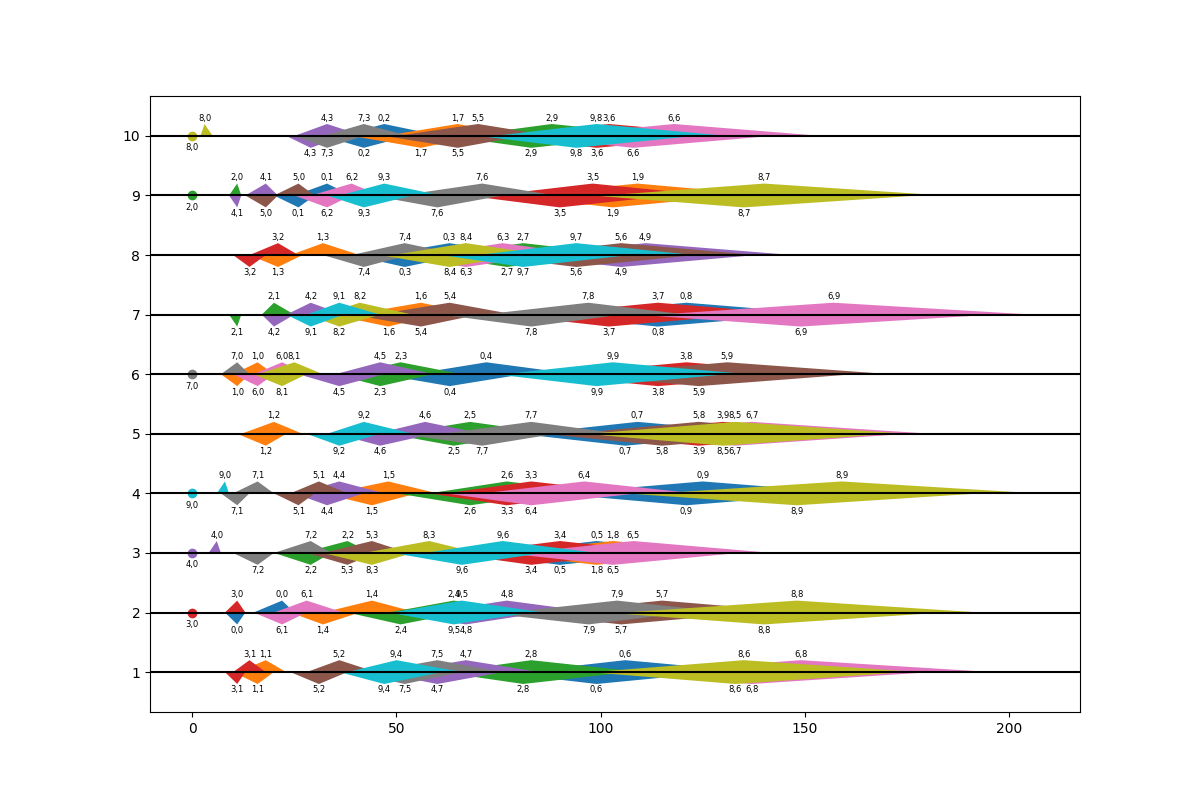 8,0 4,3 7,3 0,2 1,7 5,5 2,9 9,8 3,6 6,6
10
8,0 4,3 7,3 0,2 1,7 5,5 2,9 9,8 3,6 6,6
2,0 4,1 5,0 0,1 6,2 9,3 7,6 3,5 1,9 8,7
9
2,0 4,1 5,0 0,1 6,2 9,3 7,6 3,5 1,9 8,7
3,2 1,3 7,4 0,3 8,4 6,3 2,7 9,7 5,6 4,9
8
3,2 1,3 7,4 0,3 8,4 6,3 2,7 9,7 5,6 4,9
2,1 4,2 9,1 8,2 1,6 5,4 7,8 3,7 0,8 6,9
7
2,1 4,2 9,1 8,2 1,6 5,4 7,8 3,7 0,8 6,9
7,0 1,0 6,0 8,1 4,5 2,3 0,4 9,9 3,8 5,9
6
7,0 1,0 6,0 8,1 4,5 2,3 0,4 9,9 3,8 5,9
1,2 9,2 4,6 2,5 7,7 0,7 5,8 3,9 8,5 6,7
5
1,2 9,2 4,6 2,5 7,7 0,7 5,8 3,9 8,5 6,7
9,0 7,1 5,1 4,4 1,5 2,6 3,3 6,4 0,9 8,9
4
9,0 7,1 5,1 4,4 1,5 2,6 3,3 6,4 0,9 8,9
4,0 7,2 2,2 5,3 8,3 9,6 3,4 0,5 1,8 6,5
3
4,0 7,2 2,2 5,3 8,3 9,6 3,4 0,5 1,8 6,5
3,0 0,0 6,1 1,4 2,4 9,5 4,8 7,9 5,7 8,8
2
3,0 0,0 6,1 1,4 2,4 9,5 4,8 7,9 5,7 8,8
3,1 1,1 5,2 9,4 7,5 4,7 2,8 0,6 8,6 6,8
1
3,1 1,1 5,2 9,4 7,5 4,7 2,8 0,6 8,6 6,8
0 50 100 150 200